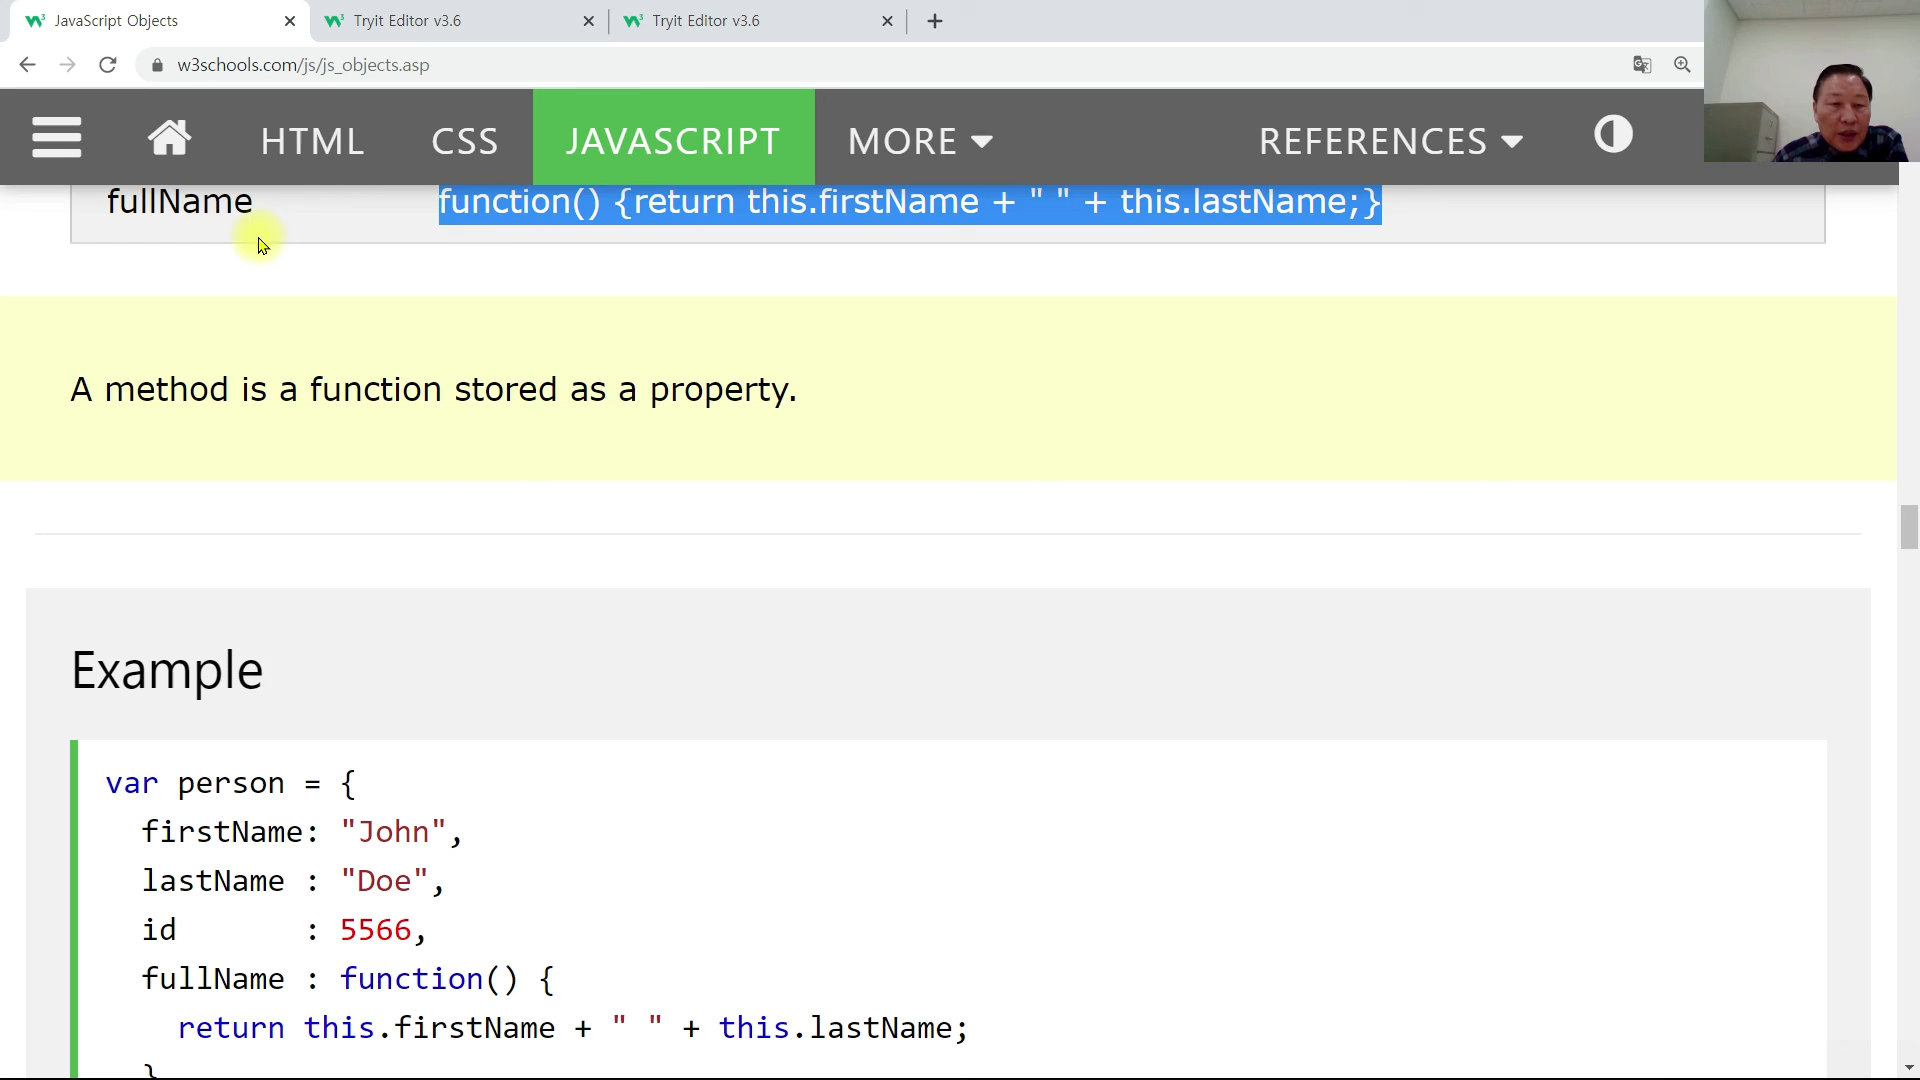 JavaScript Objects
Tryit Editor v3.6
Tryit Editor v3.6
w3schools.com/js/js_objects.asp
HTML CSS JAVASCRIPT MORE REFERENCES
fullName function() {return this.firstName + " " + this.lastName;}
A method is a function stored as a property.
Example
var person = {
firstName: "John",
lastName : "Doe",
id : 5566,
fullName : function() {
return this.firstName + " " + this.lastName;
}